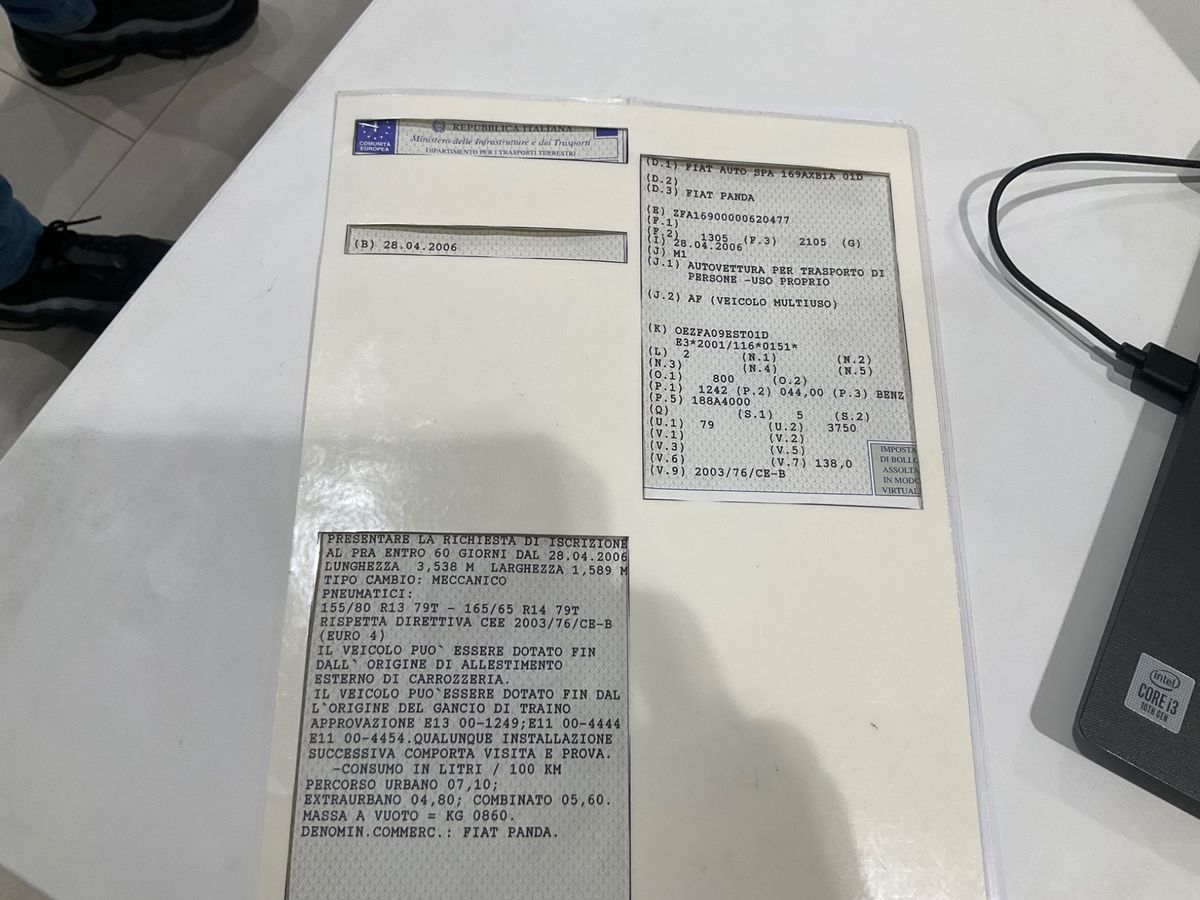 COMUNITÀ
EUROPEA
REPUBBLICA ITALIANA
Ministero delle Infrastrutture e dei Trasporti
DIPARTIMENTO PER I TRASPORTI TERRESTRI
(B) 28.04.2006
PRESENTARE LA RICHIESTA DI ISCRIZIONE
AL PRA ENTRO 60 GIORNI DAL 28.04.2006
LUNGHEZZA 3,538 M LARGHEZZA 1,589 M
TIPO CAMBIO: MECCANICO
PNEUMATICI:
155/80 R13 79T - 165/65 R14 79T
RISPETTA DIRETTIVA CEE 2003/76/CE-B
(EURO 4)
IL VEICOLO PUO` ESSERE DOTATO FIN
DALL` ORIGINE DI ALLESTIMENTO
ESTERNO DI CARROZZERIA.
IL VEICOLO PUO`ESSERE DOTATO FIN DAL
L`ORIGINE DEL GANCIO DI TRAINO
APPROVAZIONE E13 00-1249;E11 00-4444
E11 00-4454.QUALUNQUE INSTALLAZIONE
SUCCESSIVA COMPORTA VISITA E PROVA.
-CONSUMO IN LITRI / 100 KM
PERCORSO URBANO 07,10;
EXTRAURBANO 04,80; COMBINATO 05,60.
MASSA A VUOTO = KG 0860.
DENOMIN.COMMERC.: FIAT PANDA.
(D.1) FIAT AUTO SPA 169AXB1A 01D
(D.2)
(D.3) FIAT PANDA
(E) ZFA16900000620477
(F.1)
(F.2) 1305 (F.3) 2105 (G)
(I) 28.04.2006
(J) M1
(J.1) AUTOVETTURA PER TRASPORTO DI
PERSONE -USO PROPRIO
(J.2) AF (VEICOLO MULTIUSO)
(K) OEZFA09EST01D
E3*2001/116*0151*
(L) 2 (N.1) (N.2)
(N.3) (N.4) (N.5)
(O.1) 800 (O.2)
(P.1) 1242 (P.2) 044,00 (P.3) BENZ
(P.5) 188A4000
(Q) (S.1) 5 (S.2)
(U.1) 79 (U.2) 3750
(V.1) (V.2)
(V.3) (V.5)
(V.6) (V.7) 138,0
(V.9) 2003/76/CE-B
IMPOSTA
DI BOLLO
ASSOLTA
IN MODO
VIRTUAL
intel
CORE i3
10TH GEN